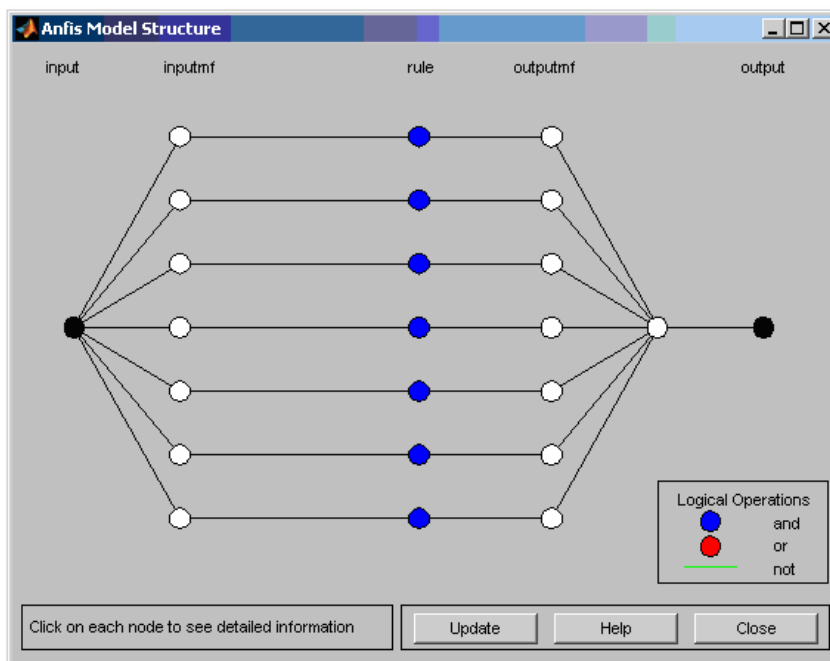 Anfis Model Structure
input inputmf rule outputmf output
Logical Operations
and
or
not
Click on each node to see detailed information
Update Help Close